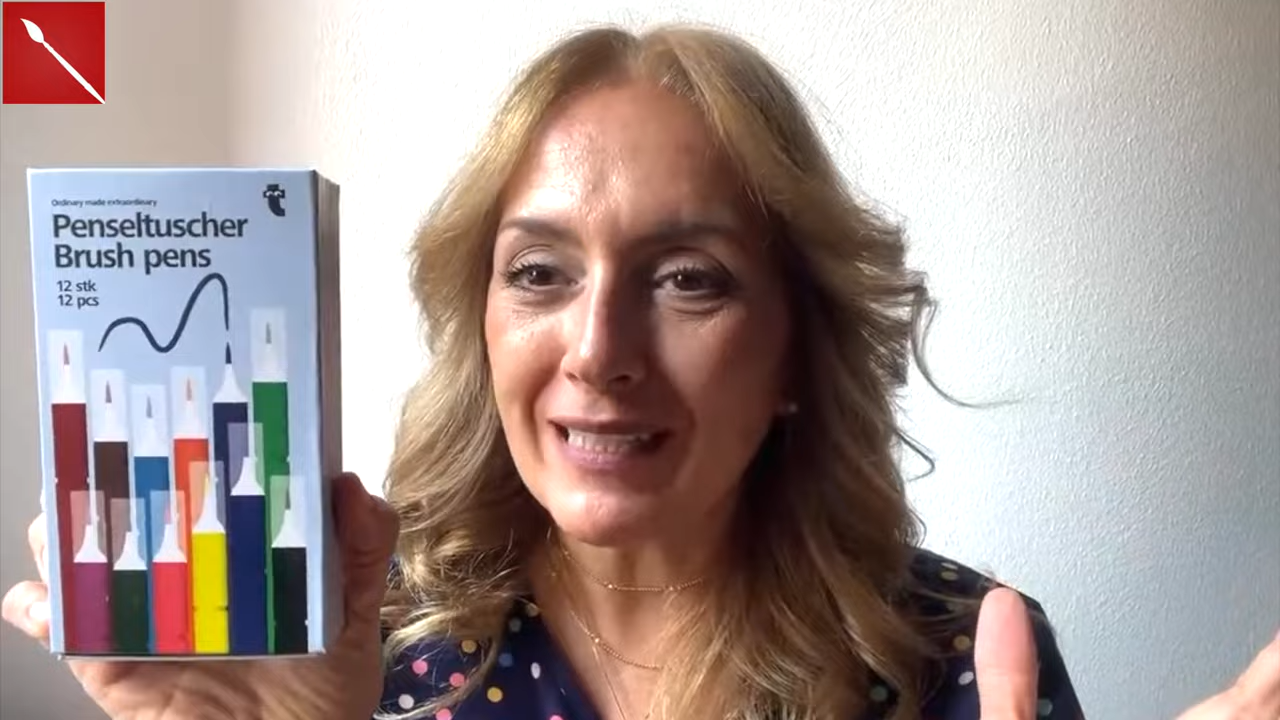 Ordinary made extraordinary
Penseltuscher
Brush pens
12 stk
12 pcs